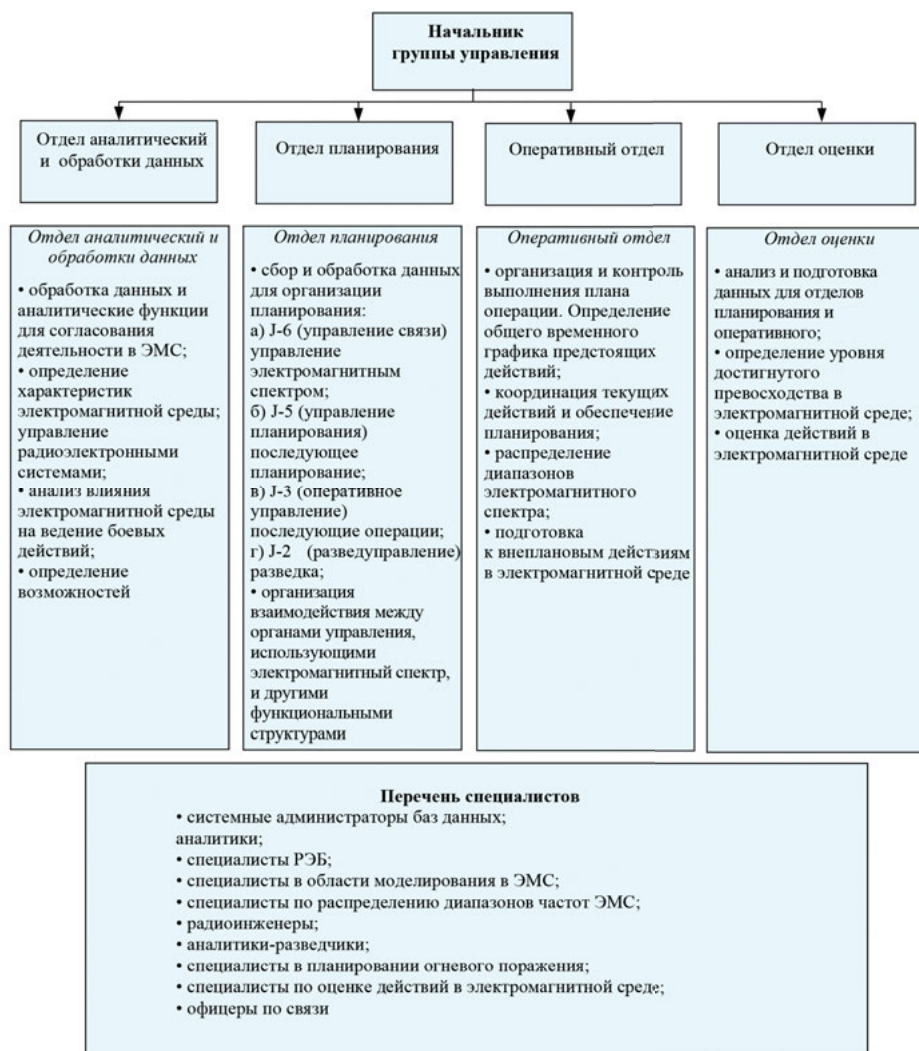 Начальник
группы управления
Отдел аналитический
и обработки данных
Отдел планирования
Оперативный отдел
Отдел оценки
Отдел аналитический и
обработки данных
• обработка данных и
аналитические функции
для согласования
деятельности в ЭМС;
• определение
характеристик
электромагнитной среды;
управление
радиоэлектронными
системами;
• анализ влияния
электромагнитной среды
на ведение боевых
действий;
• определение
возможностей
Отдел планирования
• сбор и обработка данных
для организации
планирования:
а) J-6 (управление связи)
управление
электромагнитным
спектром;
б) J-5 (управление
планирования)
последующее
планирование;
в) J-3 (оперативное
управление)
последующие операции;
г) J-2 (разведуправление)
разведка;
• организация
взаимодействия между
органами управления,
использующими
электромагнитный спектр,
и другими
функциональными
структурами
Оперативный отдел
• организация и контроль
выполнения плана
операции. Определение
общего временного
графика предстоящих
действий;
• координация текущих
действий и обеспечение
планирования;
• распределение
диапазонов
электромагнитного
спектра;
• подготовка
к внеплановым действиям
в электромагнитной среде
Отдел оценки
• анализ и подготовка
данных для отделов
планирования и
оперативного;
• определение уровня
достигнутого
превосходства в
электромагнитной среде;
• оценка действий в
электромагнитной среде
Перечень специалистов
• системные администраторы баз данных;
аналитики;
• специалисты РЭБ;
• специалисты в области моделирования в ЭМС;
• специалисты по распределению диапазонов частот ЭМС;
• радиоинженеры;
• аналитики-разведчики;
• специалисты в планировании огневого поражения;
• специалисты по оценке действий в электромагнитной среде;
• офицеры по связи